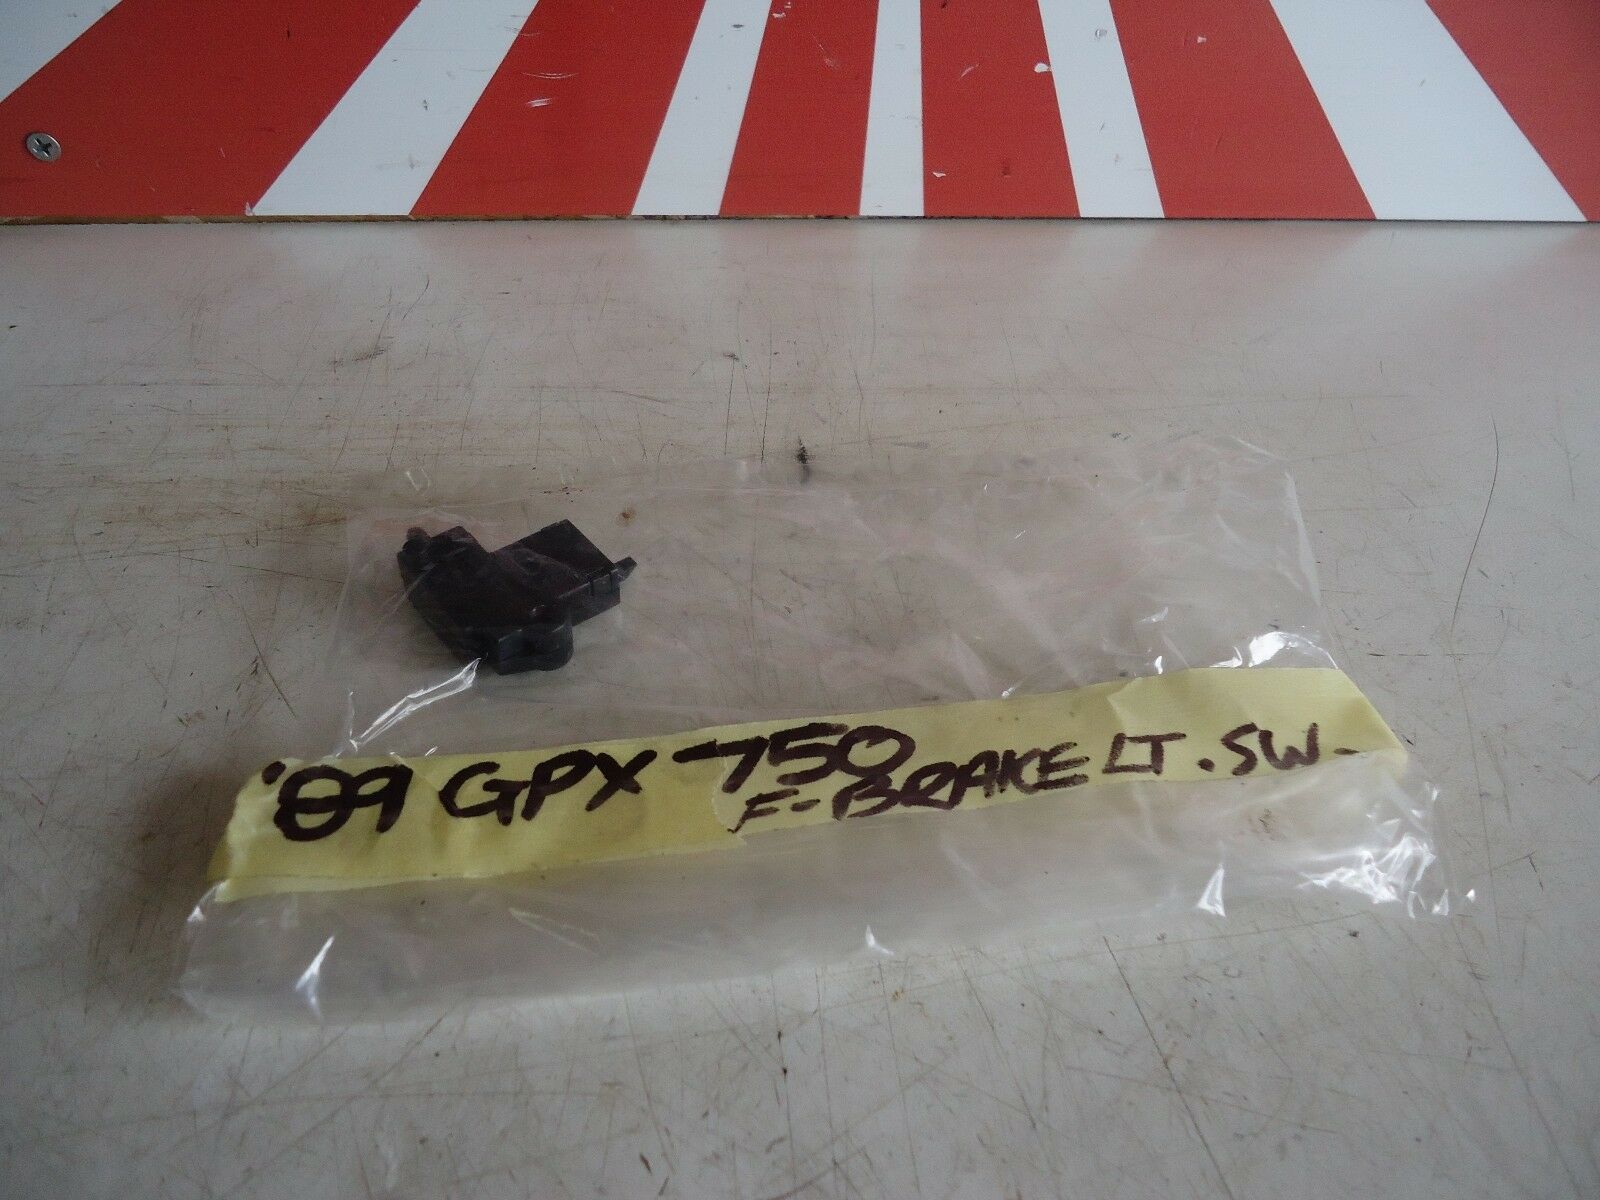 '89 GPX-750
F-BRAKE LT. SW.